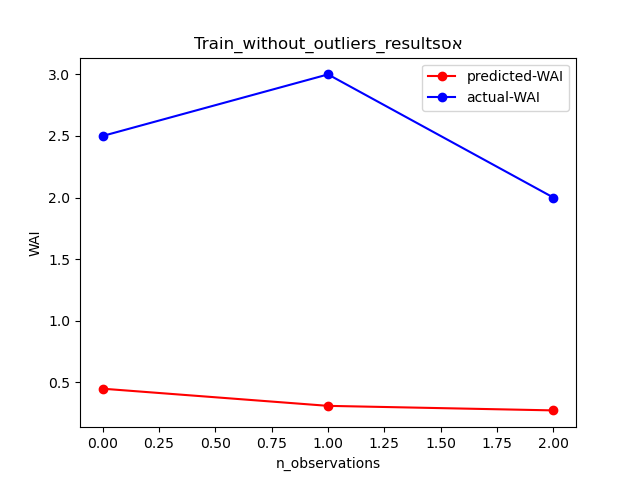 Train_without_outliers_resultsאס
predicted-WAI
actual-WAI
3.0
2.5
2.0
1.5
1.0
0.5
WAI
0.00 0.25 0.50 0.75 1.00 1.25 1.50 1.75 2.00
n_observations